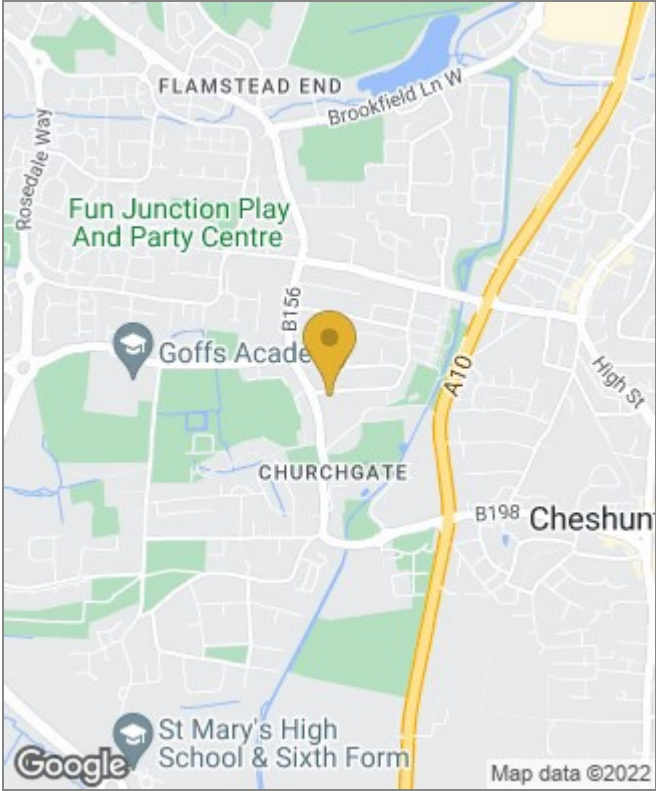 FLAMSTEAD END
Brookfield Ln W
Rosedale Way
Fun Junction Play
And Party Centre
B156
Goffs Acade
A10
High St
CHURCHGATE
B198
Cheshunt
St Mary's High
School & Sixth Form
Google
Map data ©2022